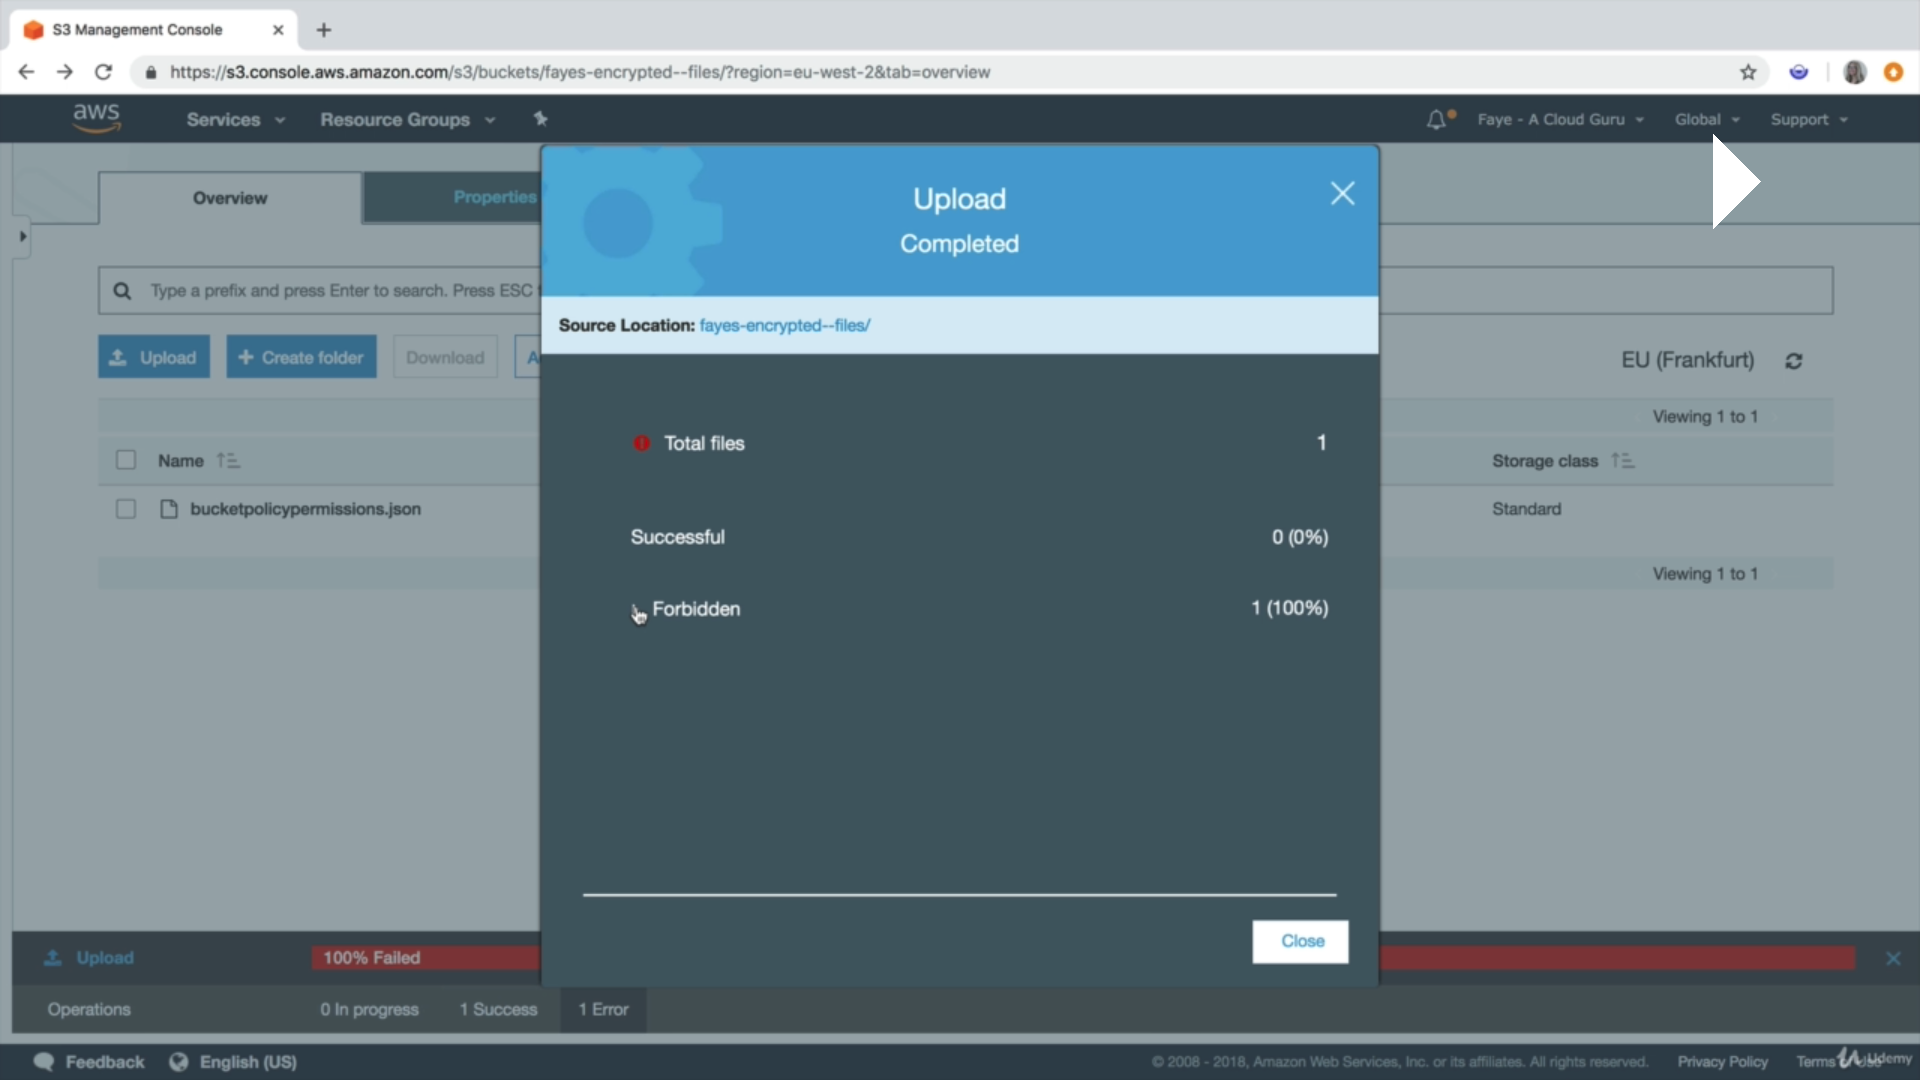 S3 Management Console
https://s3.console.aws.amazon.com/s3/buckets/fayes-encrypted--files/?region=eu-west-2&tab=overview
aws Services Resource Groups Faye - A Cloud Guru Global Support
Overview
Properties
Upload
Completed
Type a prefix and press Enter to search. Press ESC
Source Location: fayes-encrypted--files/
Upload Create folder Download A
EU (Frankfurt)
Viewing 1 to 1
Total files 1
Name
Storage class
bucketpolicypermissions.json
Standard
Successful 0 (0%)
Viewing 1 to 1
Forbidden 1 (100%)
Close
Upload 100% Failed
Operations 0 In progress 1 Success 1 Error
Feedback English (US) © 2008 - 2018, Amazon Web Services, Inc. or its affiliates. All rights reserved. Privacy Policy Terms
Udemy